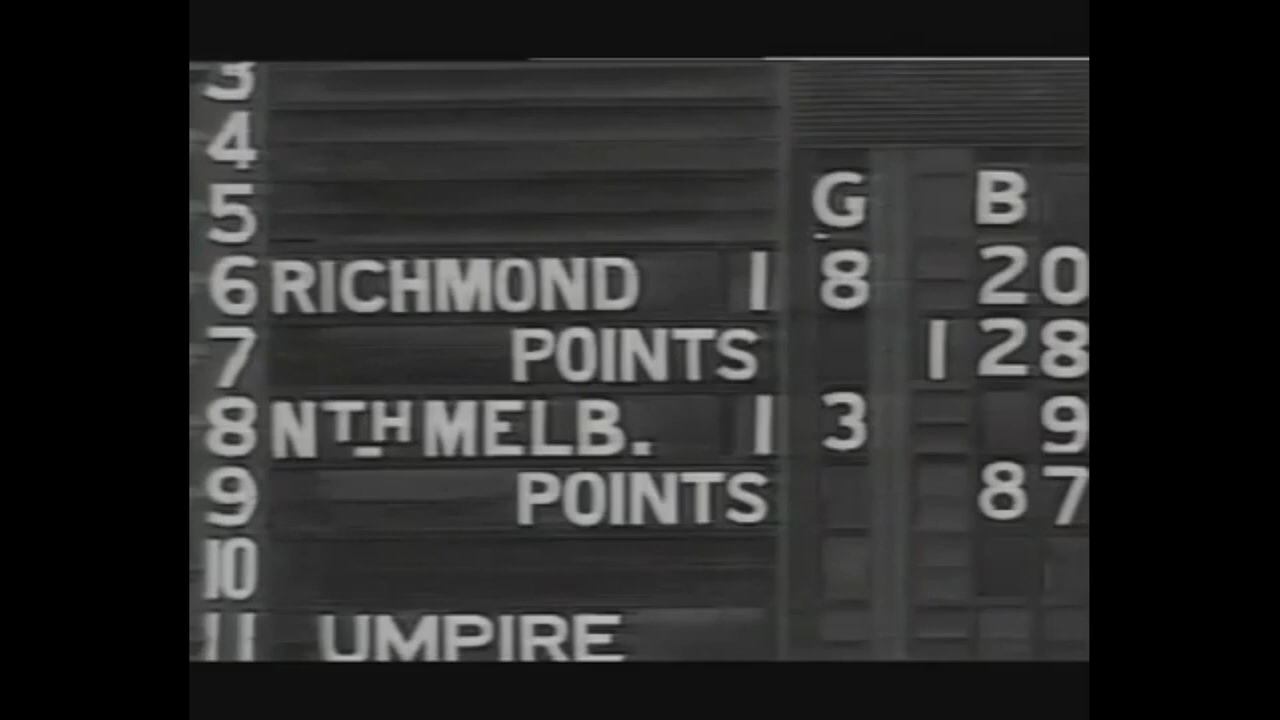 3
4
5 G B
6 RICHMOND 18 20
7 POINTS 128
8 NTH MELB. 13 9
9 POINTS 87
10
11 UMPIRE